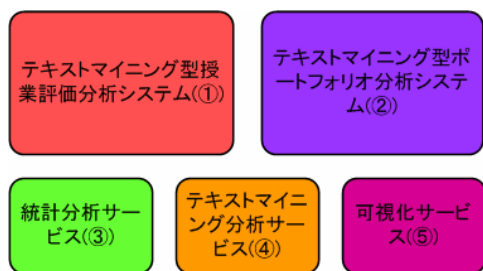 テキストマイニング型授
業評価分析システム(①)
テキストマイニング型ポ
ートフォリオ分析システ
ム(②)
統計分析サー
ビス(③)
テキストマイニ
ング分析サー
ビス(④)
可視化サービ
ス(⑤)